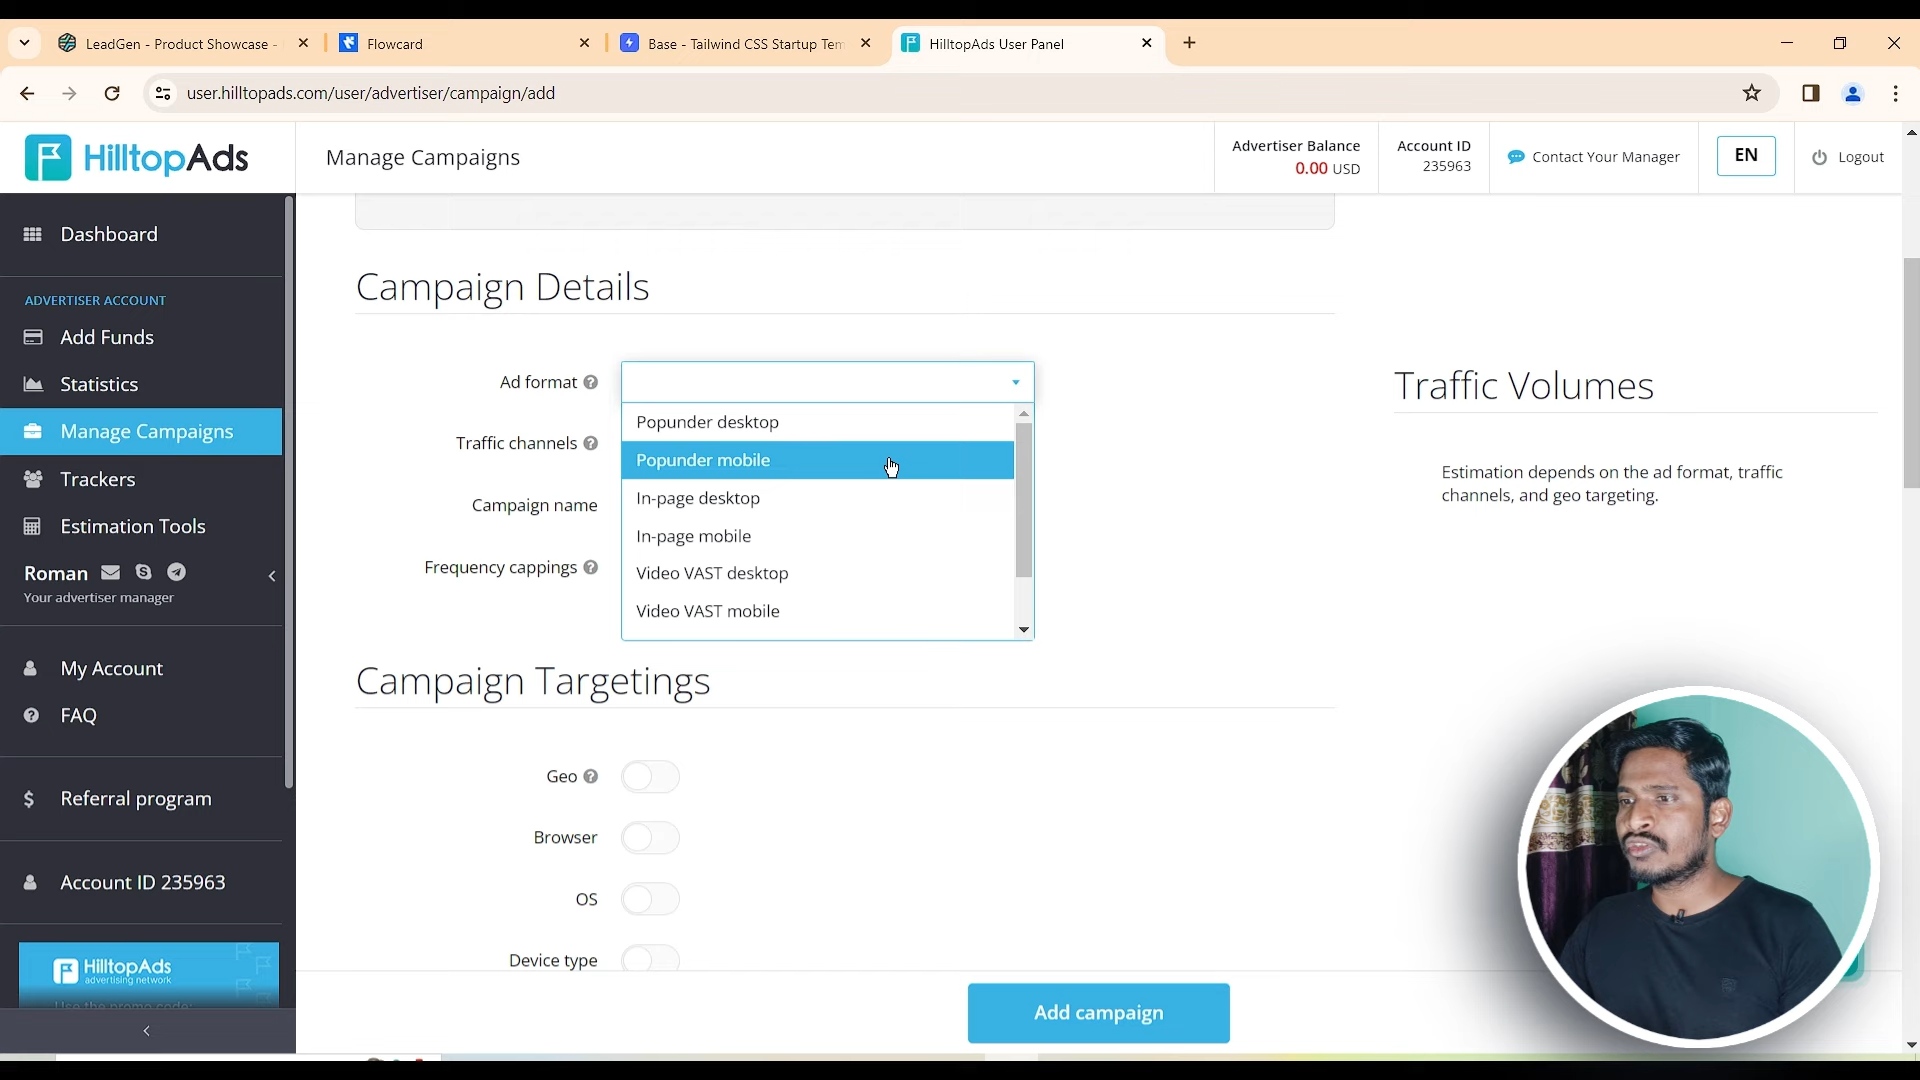 LeadGen - Product Showcase -
Flowcard
Base - Tailwind CSS Startup Tem
HilltopAds User Panel
user.hilltopads.com/user/advertiser/campaign/add
HilltopAds
Manage Campaigns
Advertiser Balance
0.00 USD
Account ID
235963
Contact Your Manager
EN
Logout
Dashboard
ADVERTISER ACCOUNT
Add Funds
Statistics
Manage Campaigns
Trackers
Estimation Tools
Roman
Your advertiser manager
My Account
FAQ
Referral program
Account ID 235963
HilltopAds
advertising network
Use the promo code:
Campaign Details
Ad format
Popunder desktop
Popunder mobile
In-page desktop
In-page mobile
Video VAST desktop
Video VAST mobile
Traffic channels
Campaign name
Frequency cappings
Traffic Volumes
Estimation depends on the ad format, traffic
channels, and geo targeting.
Campaign Targetings
Geo
Browser
OS
Device type
Add campaign